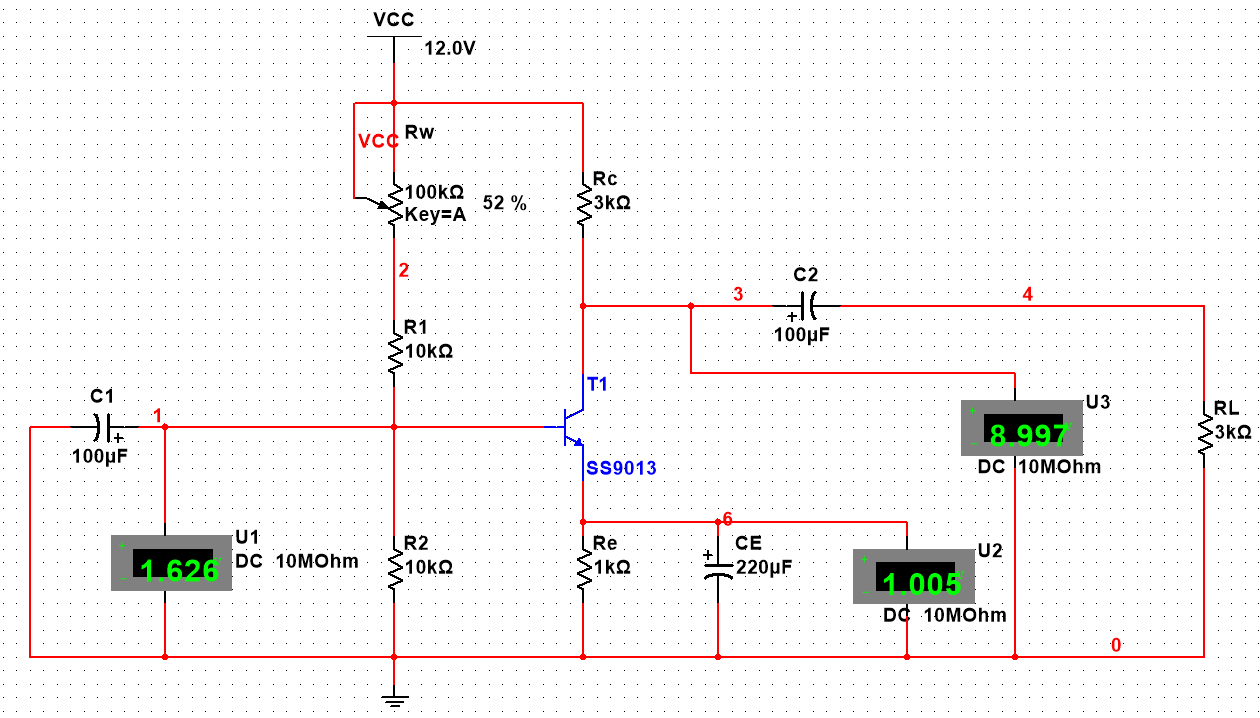 VCC
12.0V
VCC
Rw
100kΩ
Key=A
52 %
Rc
3kΩ
2
C2
3
4
100µF
R1
10kΩ
T1
C1
1
100µF
SS9013
U3
8.997
DC 10MOhm
RL
3kΩ
6
U1
1.626
DC 10MOhm
R2
10kΩ
Re
1kΩ
CE
220µF
U2
1.005
DC 10MOhm
0